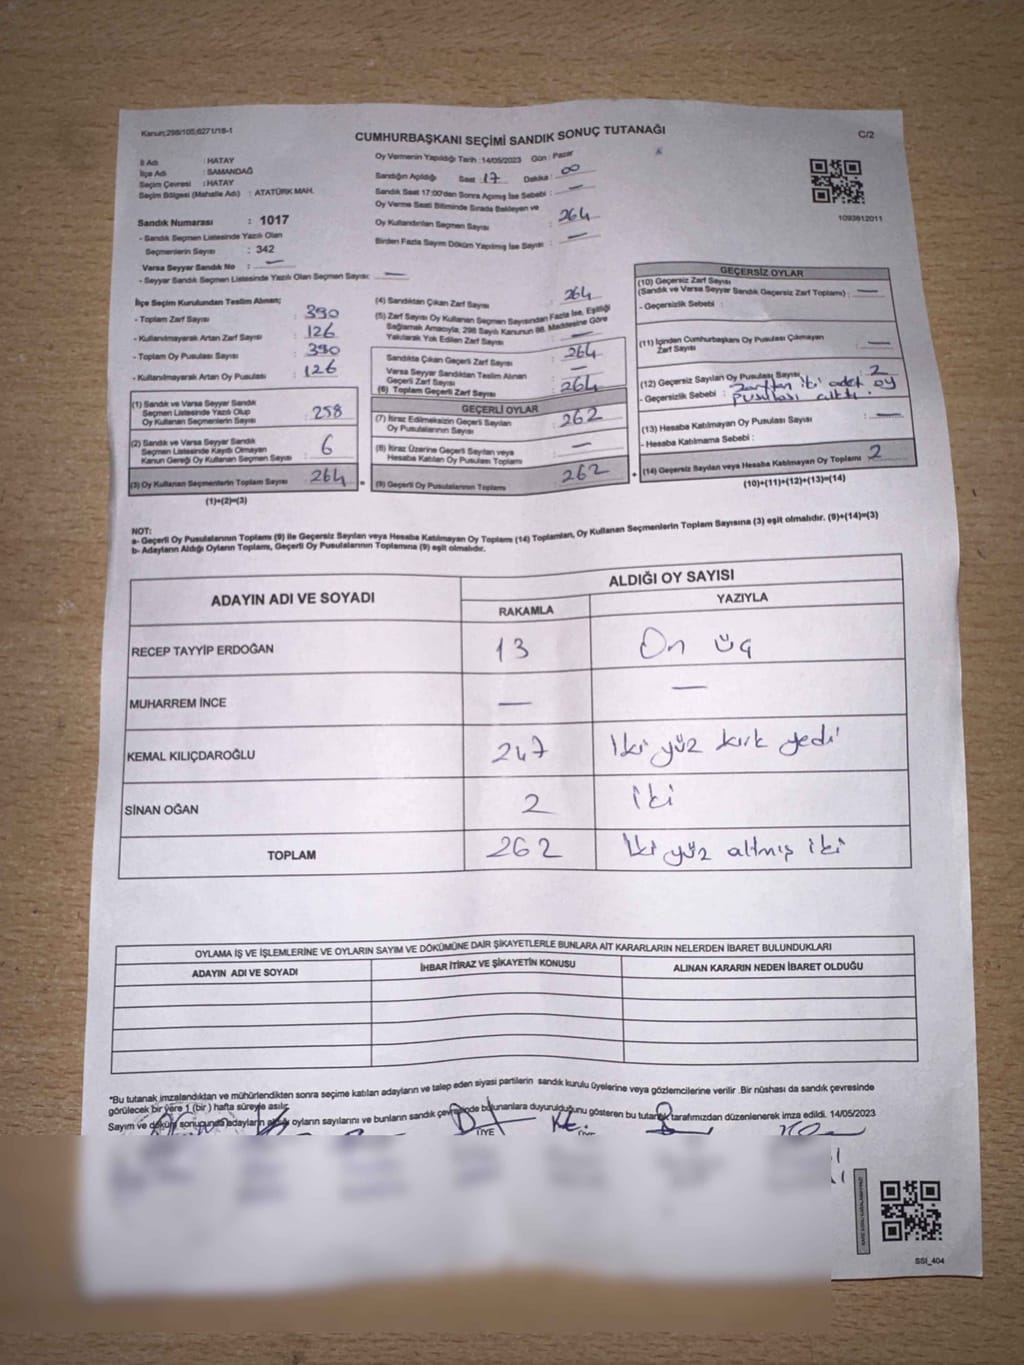 Kanun;298/105;6271/18-1
CUMHURBAŞKANI SEÇİMİ SANDIK SONUÇ TUTANAĞI
C/2
İl Adı : HATAY
İlçe Adı : SAMANDAĞ
Seçim Çevresi : HATAY
Seçim Bölgesi (Mahalle Adı) : ATATÜRK MAH.
Sandık Numarası : 1017
- Sandık Seçmen Listesinde Yazılı Olan
Seçmenlerin Sayısı : 342
Varsa Seyyar Sandık No : —
- Seyyar Sandık Seçmen Listesinde Yazılı Olan Seçmen Sayısı: —
Oy Vermenin Yapıldığı Tarih : 14/05/2023 Gün : Pazar
Sandığın Açıldığı Saat : 17 Dakika : 00
Sandık Saat 17:00'den Sonra Açımış İse Sebebi : —
Oy Verme Saati Bitiminde Sırada Bekleyen ve
Oy Kullandırılan Seçmen Sayısı : 264
Birden Fazla Sayım Döküm Yapılmış İse Sayısı : —
1093812011
İlçe Seçim Kurulundan Teslim Alınan;
- Toplam Zarf Sayısı : 390
- Kullanılmayarak Artan Zarf Sayısı : 126
- Toplam Oy Pusulası Sayısı : 390
- Kullanılmayarak Artan Oy Pusulası : 126
(1) Sandık ve Varsa Seyyar Sandık
Seçmen Listesinde Yazılı Olup
Oy Kullanan Seçmenlerin Sayısı : 258
(2) Sandık ve Varsa Seyyar Sandık
Seçmen Listesinde Kayıtlı Olmayan
Kanun Gereği Oy Kullanan Seçmen Sayısı : 6
(3) Oy Kullanan Seçmenlerin Toplam Sayısı : 264 =
(1)+(2)=(3)
(4) Sandıktan Çıkan Zarf Sayısı : 264
(5) Zarf Sayısı Oy Kullanan Seçmen Sayısından Fazla İse, Eşitliği
Sağlamak Amacıyla, 298 Sayılı Kanunun 98. Maddesine Göre
Yakılarak Yok Edilen Zarf Sayısı : —
Sandıkta Çıkan Geçerli Zarf Sayısı : 264
Varsa Seyyar Sandıktan Teslim Alınan
Geçerli Zarf Sayısı : —
(6) Toplam Geçerli Zarf Sayısı : 264
GEÇERLİ OYLAR
(7) İtiraz Edilmeksizin Geçerli Sayılan
Oy Pusulalarının Sayısı : 262
(8) İtiraz Üzerine Geçerli Sayılan veya
Hesaba Katılan Oy Pusulası Toplamı : —
(9) Geçerli Oy Pusulalarının Toplamı : 262 +
GEÇERSİZ OYLAR
(10) Geçersiz Zarf Sayısı
(Sandık ve Varsa Seyyar Sandık Geçersiz Zarf Toplamı) : —
- Geçersizlik Sebebi :
(11) İçinden Cumhurbaşkanı Oy Pusulası Çıkmayan
Zarf Sayısı : —
(12) Geçersiz Sayılan Oy Pusulası Sayısı : 2
- Geçersizlik Sebebi : Zarftan iki adet oy
pusulası çıktı.
(13) Hesaba Katılmayan Oy Pusulası Sayısı : —
- Hesaba Katılmama Sebebi :
(14) Geçersiz Sayılan veya Hesaba Katılmayan Oy Toplamı : 2
(10)+(11)+(12)+(13)=(14)
NOT:
a- Geçerli Oy Pusulalarının Toplamı (9) ile Geçersiz Sayılan veya Hesaba Katılmayan Oy Toplamı (14) Toplamları, Oy Kullanan Seçmenlerin Toplam Sayısına (3) eşit olmalıdır. (9)+(14)=(3)
b- Adayların Aldığı Oyların Toplamı, Geçerli Oy Pusulalarının Toplamına (9) eşit olmalıdır.
ADAYIN ADI VE SOYADI
ALDIĞI OY SAYISI
RAKAMLA YAZIYLA
RECEP TAYYİP ERDOĞAN 13 On üç
MUHARREM İNCE — —
KEMAL KILIÇDAROĞLU 247 İki yüz kırk yedi
SİNAN OĞAN 2 iki
TOPLAM 262 İki yüz altmış iki
OYLAMA İŞ VE İŞLEMLERİNE VE OYLARIN SAYIM VE DÖKÜMÜNE DAİR ŞİKAYETLERLE BUNLARA AİT KARARLARIN NELERDEN İBARET BULUNDUKLARI
ADAYIN ADI VE SOYADI İHBAR İTİRAZ VE ŞİKAYETİN KONUSU ALINAN KARARIN NEDEN İBARET OLDUĞU
"Bu tutanak imzalandıktan ve mühürlendikten sonra seçime katılan adayların ve talep eden siyasi partilerin sandık kurulu üyelerine veya gözlemcilerine verilir .Bir nüshası da sandık çevresinde
görülecek bir yere 1 (bir ) hafta süreyle asılır.
Sayım ve döküm sonucunda adayların aldığı oyların sayılarını ve bunların sandık çevresinde bulunanlara duyurulduğunu gösteren bu tutanak tarafımızdan düzenlenerek imza edildi. 14/05/2023
SSI_404